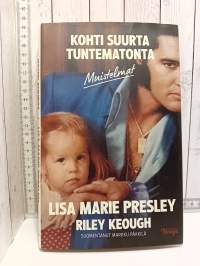 KOHTI SUURTA
TUNTEMATONTA
Muistelmat
LISA MARIE PRESLEY
RILEY KEOUGH
SUOMENTANUT MARKKU PÄKKILÄ